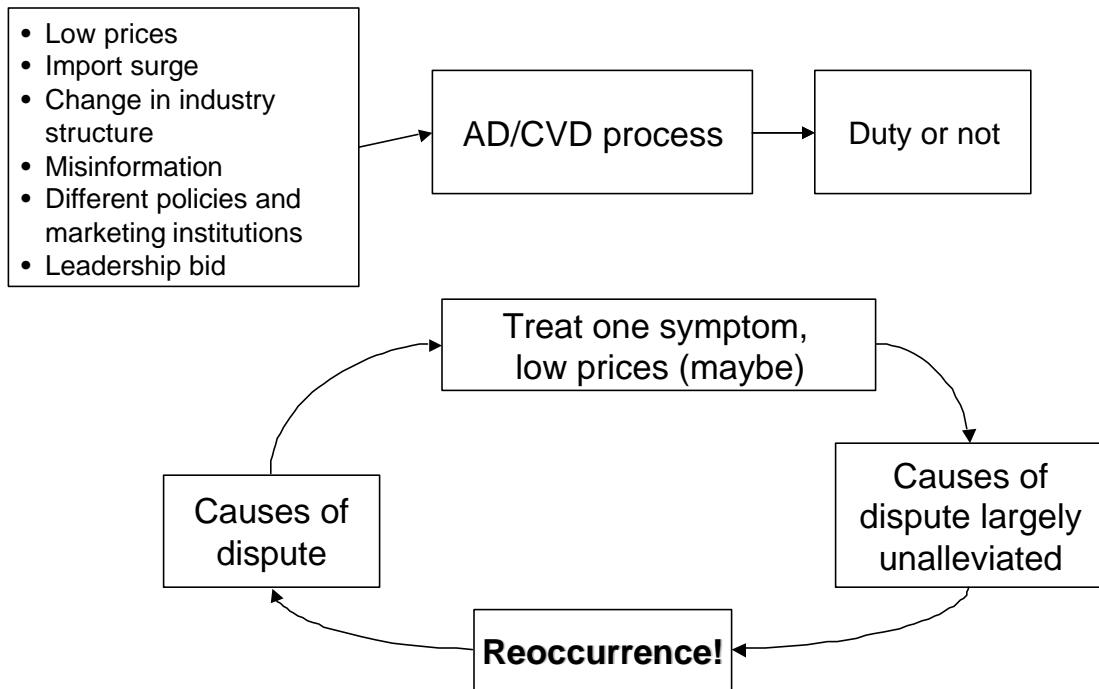 • Low prices
• Import surge
• Change in industry
structure
• Misinformation
• Different policies and
marketing institutions
• Leadership bid
AD/CVD process
Duty or not
Treat one symptom,
low prices (maybe)
Causes of
dispute largely
unalleviated
Reoccurrence!
Causes of
dispute